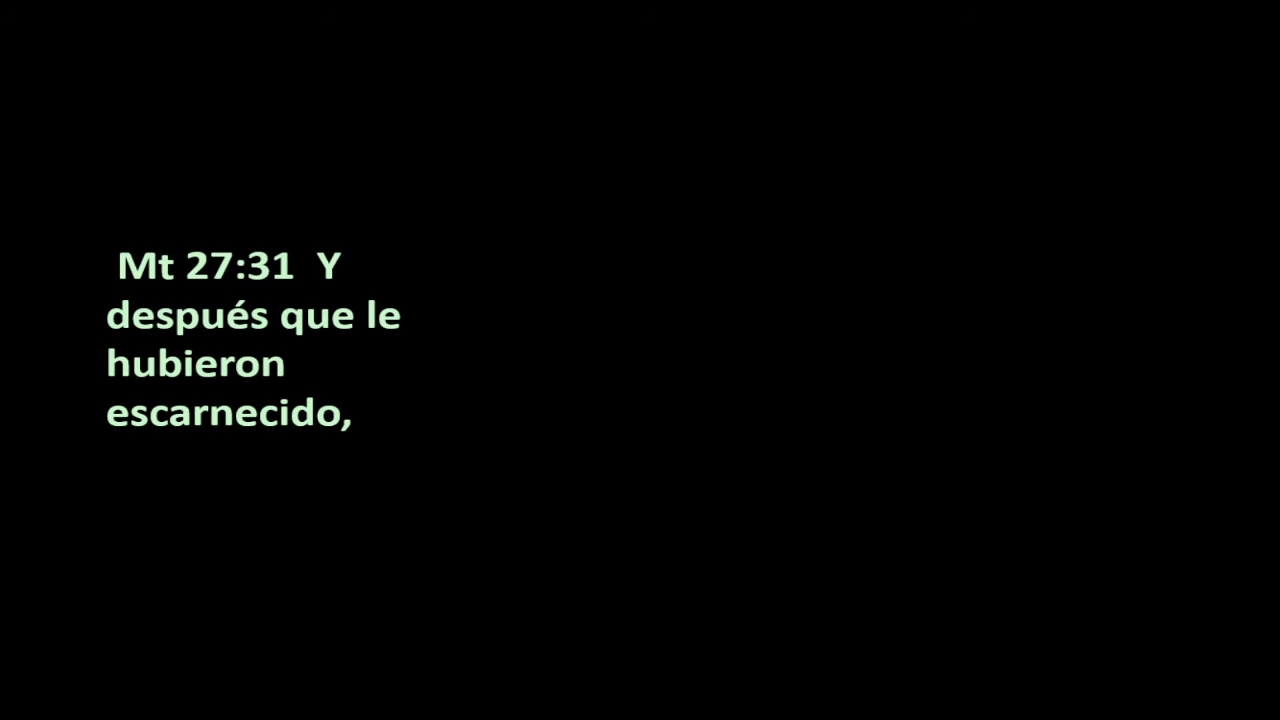 Mt 27:31  Y
después que le
hubieron
escarnecido,